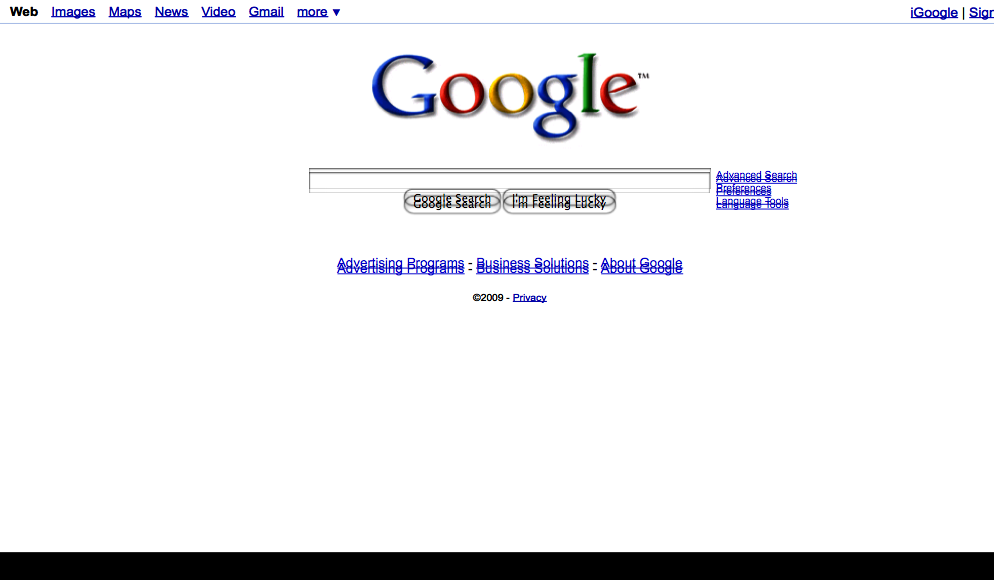 Web Images Maps News Video Gmail more ▼ iGoogle | Sign
Google™
Advanced Search
Preferences
Language Tools
Google Search I'm Feeling Lucky
Advertising Programs - Business Solutions - About Google
©2009 - Privacy